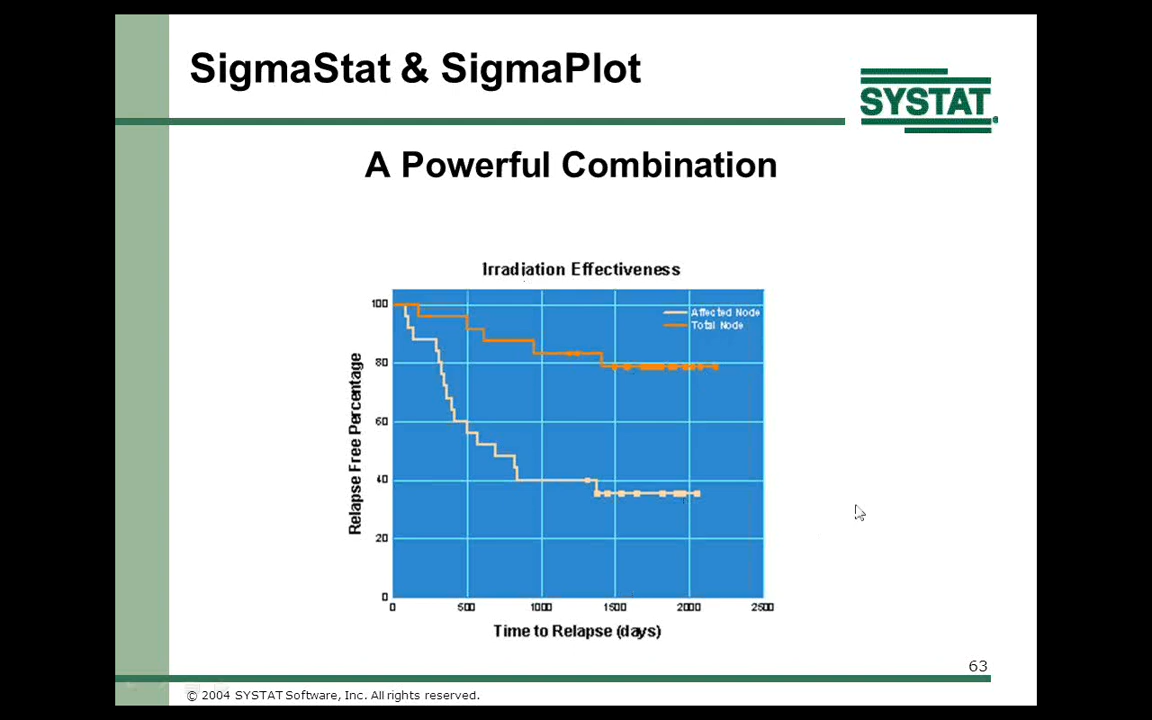 SigmaStat & SigmaPlot
SYSTAT®
A Powerful Combination
Irradiation Effectiveness
Affected Node
Total Node
Relapse Free Percentage
100
80
60
40
20
0
0 500 1000 1500 2000 2500
Time to Relapse (days)
63
© 2004 SYSTAT Software, Inc. All rights reserved.